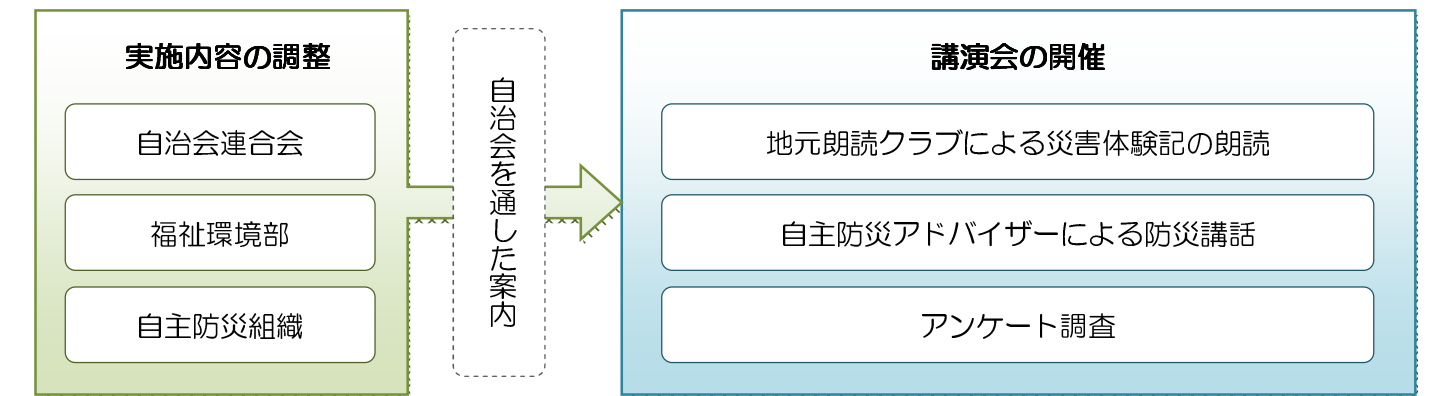 実施内容の調整
自治会連合会
福祉環境部
自主防災組織
自治会を通した案内
講演会の開催
地元朗読クラブによる災害体験記の朗読
自主防災アドバイザーによる防災講話
アンケート調査